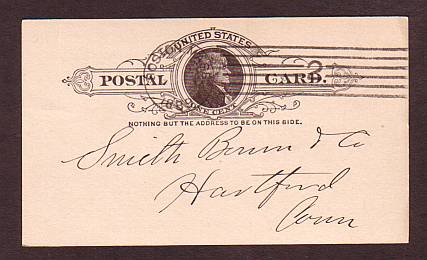 UNITED STATES
POSTAL CARD.
ONE CENT
NOTHING BUT THE ADDRESS TO BE ON THIS SIDE.
Smith Bourn & Co
Hartford
Conn